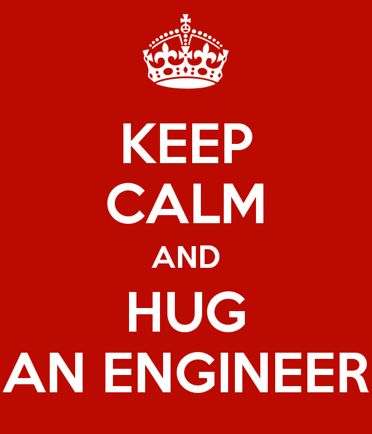 KEEP
CALM
AND
HUG
AN ENGINEER